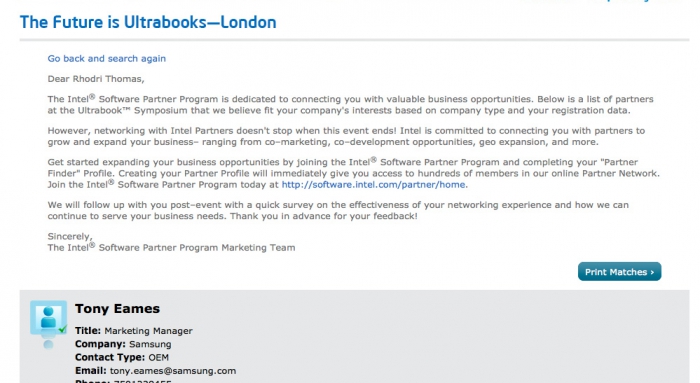 The Future is Ultrabooks—London
Go back and search again
Dear Rhodri Thomas,
The Intel® Software Partner Program is dedicated to connecting you with valuable business opportunities. Below is a list of partners
at the Ultrabook™ Symposium that we believe fit your company's interests based on company type and your registration data.
However, networking with Intel Partners doesn't stop when this event ends! Intel is committed to connecting you with partners to
grow and expand your business– ranging from co–marketing, co–development opportunities, geo expansion, and more.
Get started expanding your business opportunities by joining the Intel® Software Partner Program and completing your "Partner
Finder" Profile. Creating your Partner Profile will immediately give you access to hundreds of members in our online Partner Network.
Join the Intel® Software Partner Program today at http://software.intel.com/partner/home.
We will follow up with you post–event with a quick survey on the effectiveness of your networking experience and how we can
continue to serve your business needs. Thank you in advance for your feedback!
Sincerely,
The Intel® Software Partner Program Marketing Team
Print Matches ›
Tony Eames
Title: Marketing Manager
Company: Samsung
Contact Type: OEM
Email: tony.eames@samsung.com